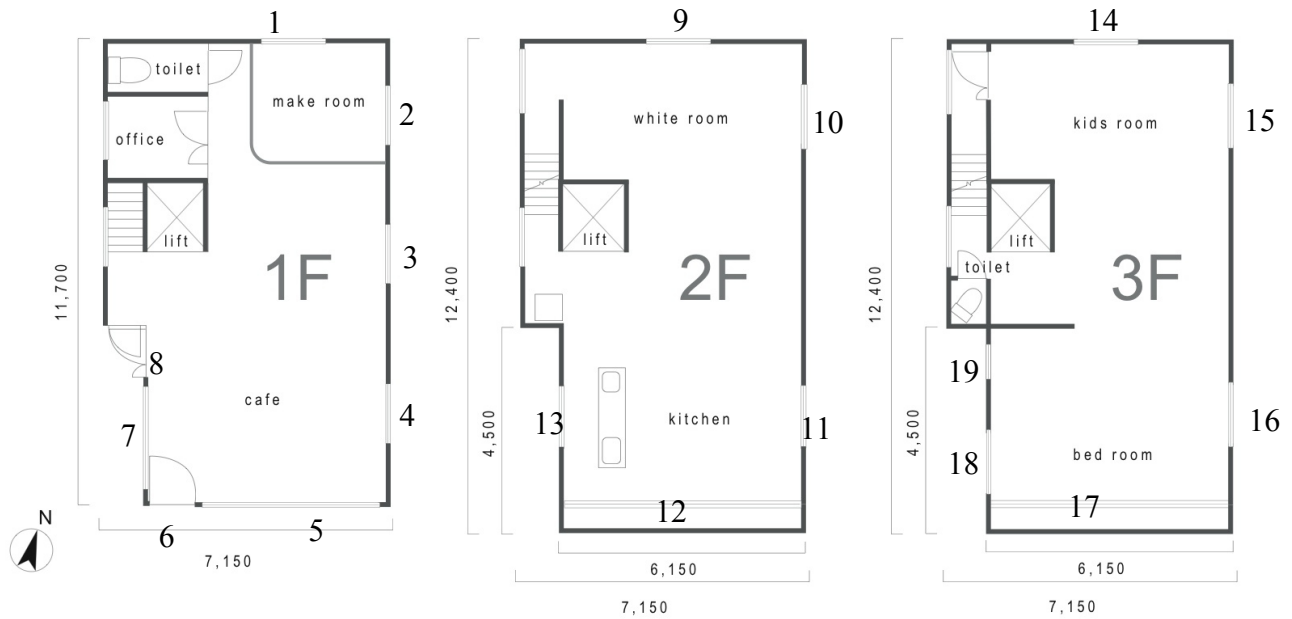 1
toilet
make room
2
office
lift
3
1F
11,700
8
cafe
4
7
5
6
7,150
N
9
white room
10
lift
2F
12,400
13
kitchen
11
4,500
12
6,150
7,150
14
kids room
15
lift
toilet
3F
12,400
19
16
18
bed room
4,500
17
6,150
7,150